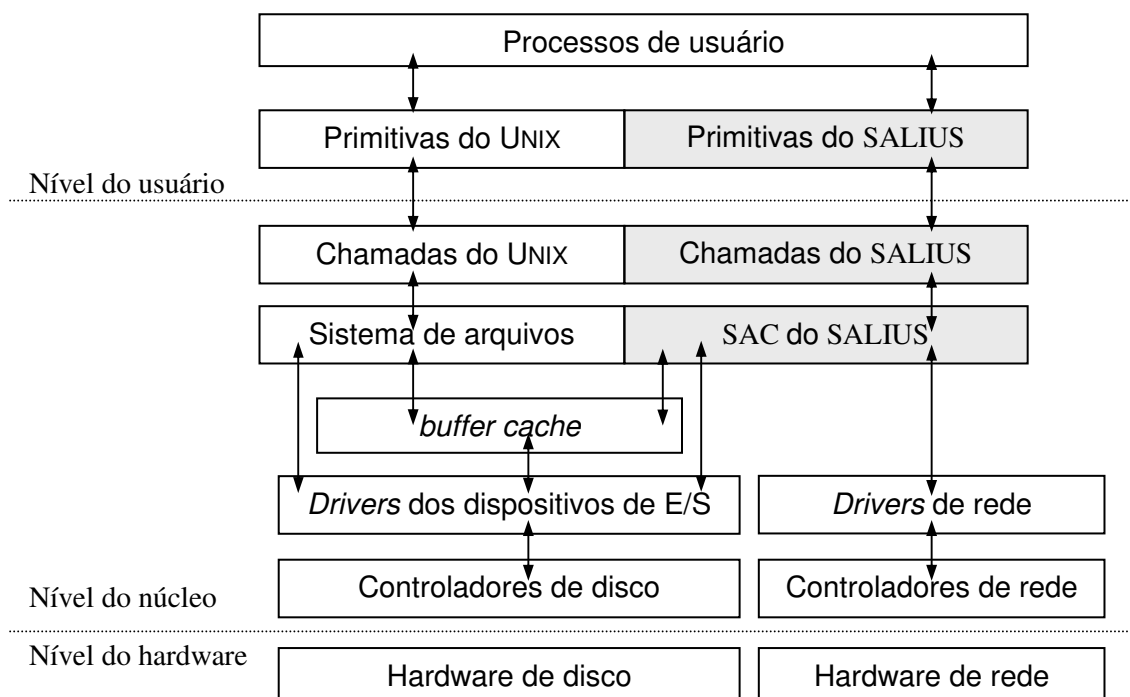 Processos de usuário
Primitivas do UNIX
Primitivas do SALIUS
Nível do usuário
Chamadas do UNIX
Chamadas do SALIUS
Sistema de arquivos
SAC do SALIUS
buffer cache
Drivers dos dispositivos de E/S
Drivers de rede
Controladores de disco
Controladores de rede
Nível do núcleo
Nível do hardware
Hardware de disco
Hardware de rede